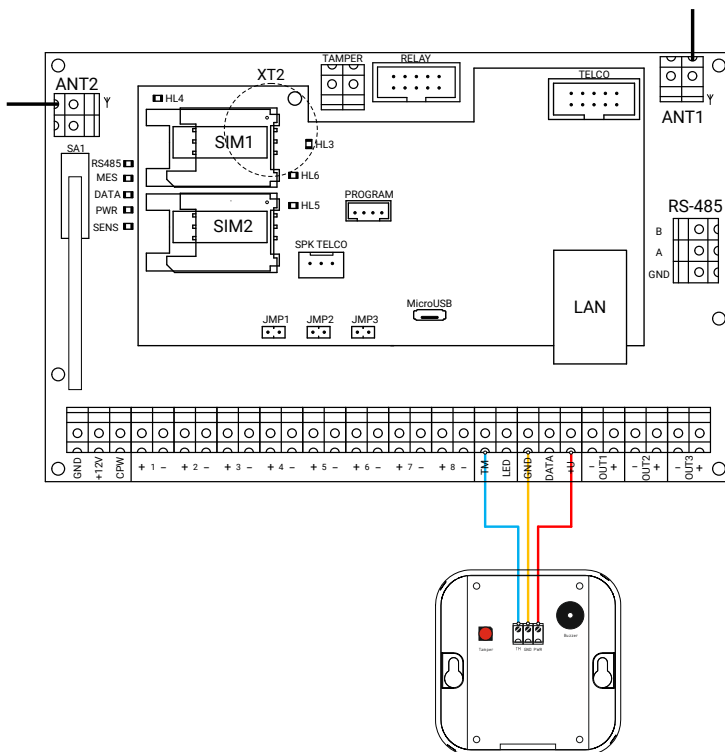 TAMPER
RELAY
XT2
TELCO
ANT2
ANT1
HL4
SA1
SIM1
HL3
RS485
MES
HL6
DATA
PROGRAM
PWR
HL5
RS-485
SENS
SIM2
B
SPK TELCO
A
GND
MicroUSB
LAN
JMP1
JMP2
JMP3
GND
+12V
CPW
+ 1 −
+ 2 −
+ 3 −
+ 4 −
+ 5 −
+ 6 −
+ 7 −
+ 8 −
TM
LED
GND
DATA
+U
− OUT1 +
− OUT2 +
− OUT3 +
Tamper
TM GND PWR
Buzzer